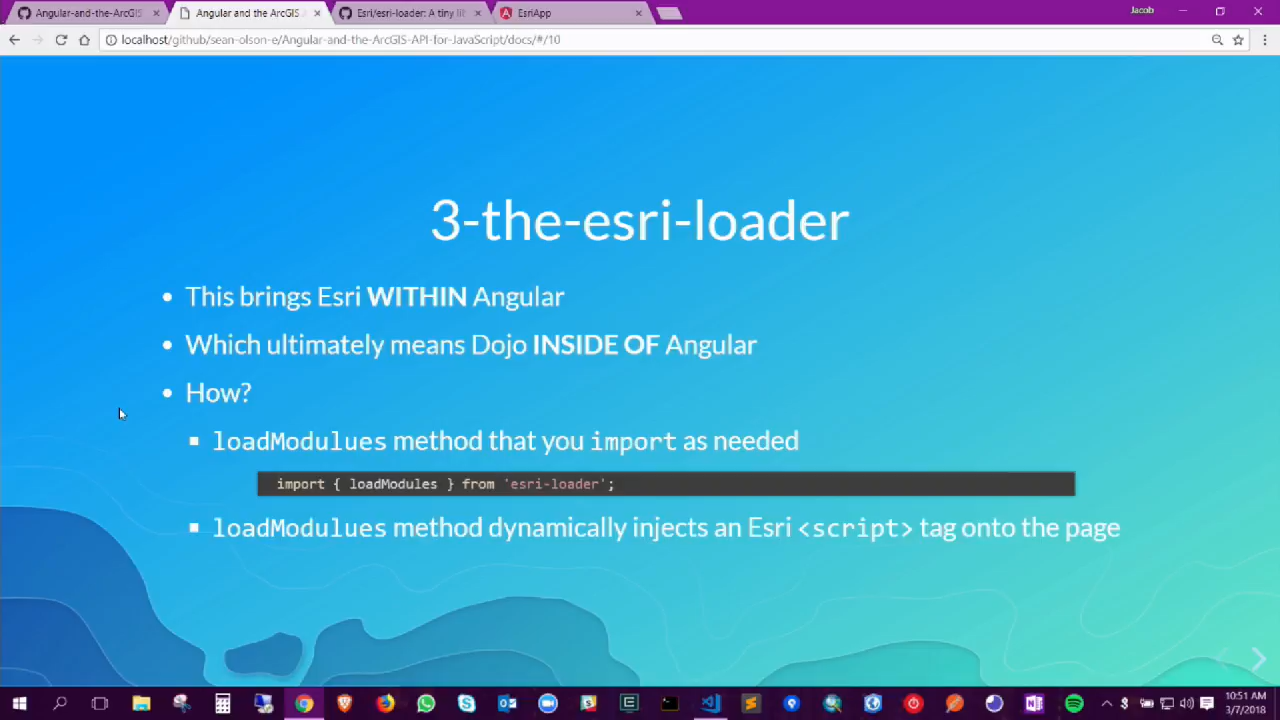 Angular-and-the-ArcGIS
Angular and the ArcGIS
Esri/esri-loader: A tiny li
EsriApp
Jacob
localhost/github/sean-olson-e/Angular-and-the-ArcGIS-API-for-JavaScript/docs/#/10
3-the-esri-loader
This brings Esri WITHIN Angular
Which ultimately means Dojo INSIDE OF Angular
How?
loadModulues method that you import as needed
import { loadModules } from 'esri-loader';
loadModulues method dynamically injects an Esri <script> tag onto the page
10:51 AM
3/7/2018